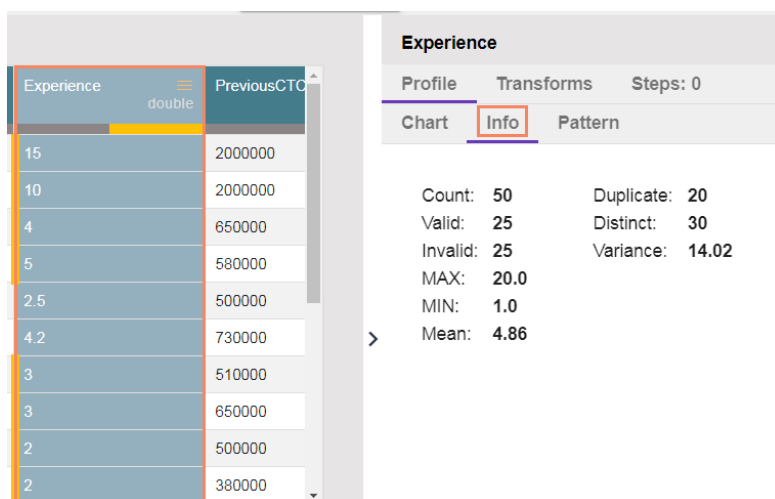 Experience
double
PreviousCTC
15 2000000
10 2000000
4 650000
5 580000
2.5 500000
4.2 730000
3 510000
3 650000
2 500000
2 380000
Experience
Profile Transforms Steps: 0
Chart Info Pattern
Count: 50 Duplicate: 20
Valid: 25 Distinct: 30
Invalid: 25 Variance: 14.02
MAX: 20.0
MIN: 1.0
Mean: 4.86